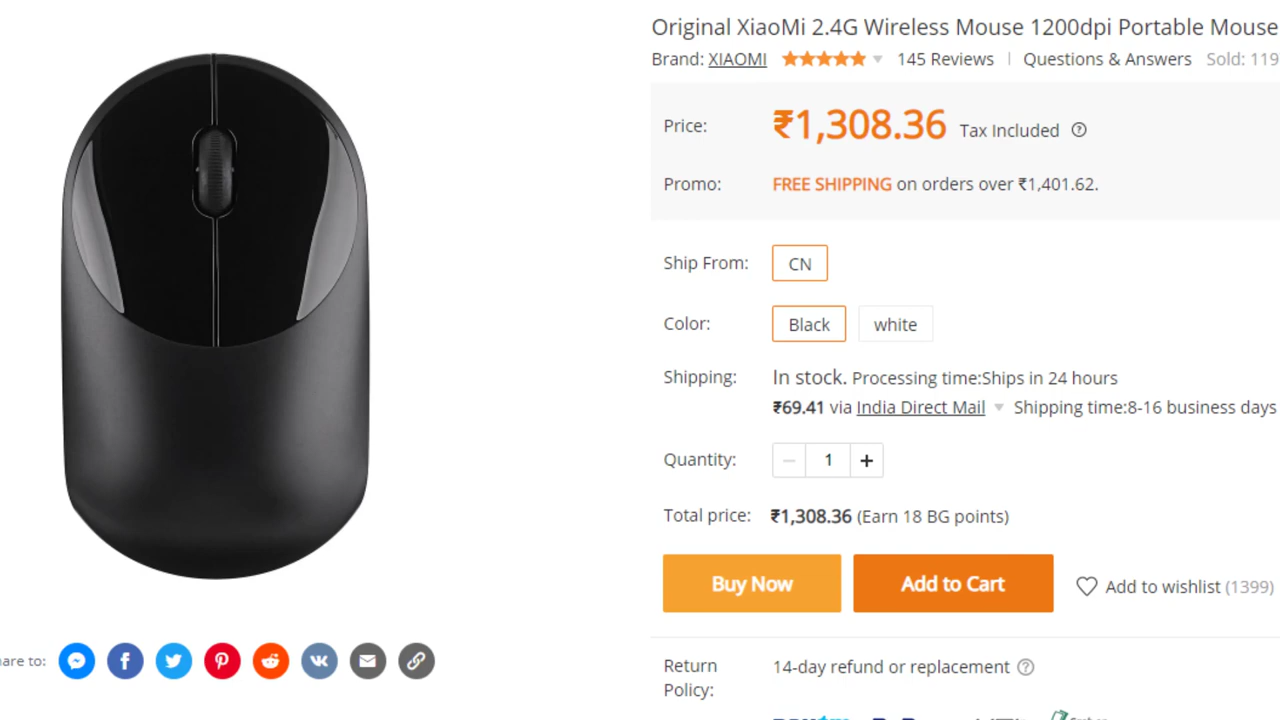 Original XiaoMi 2.4G Wireless Mouse 1200dpi Portable Mouse
Brand: XIAOMI 145 Reviews Questions & Answers Sold: 119
Price: ₹1,308.36 Tax Included
Promo: FREE SHIPPING on orders over ₹1,401.62.
Ship From: CN
Color: Black white
Shipping: In stock. Processing time:Ships in 24 hours
₹69.41 via India Direct Mail Shipping time:8-16 business days
Quantity: 1
Total price: ₹1,308.36 (Earn 18 BG points)
Buy Now Add to Cart Add to wishlist (1399)
are to:
Return
Policy:
14-day refund or replacement